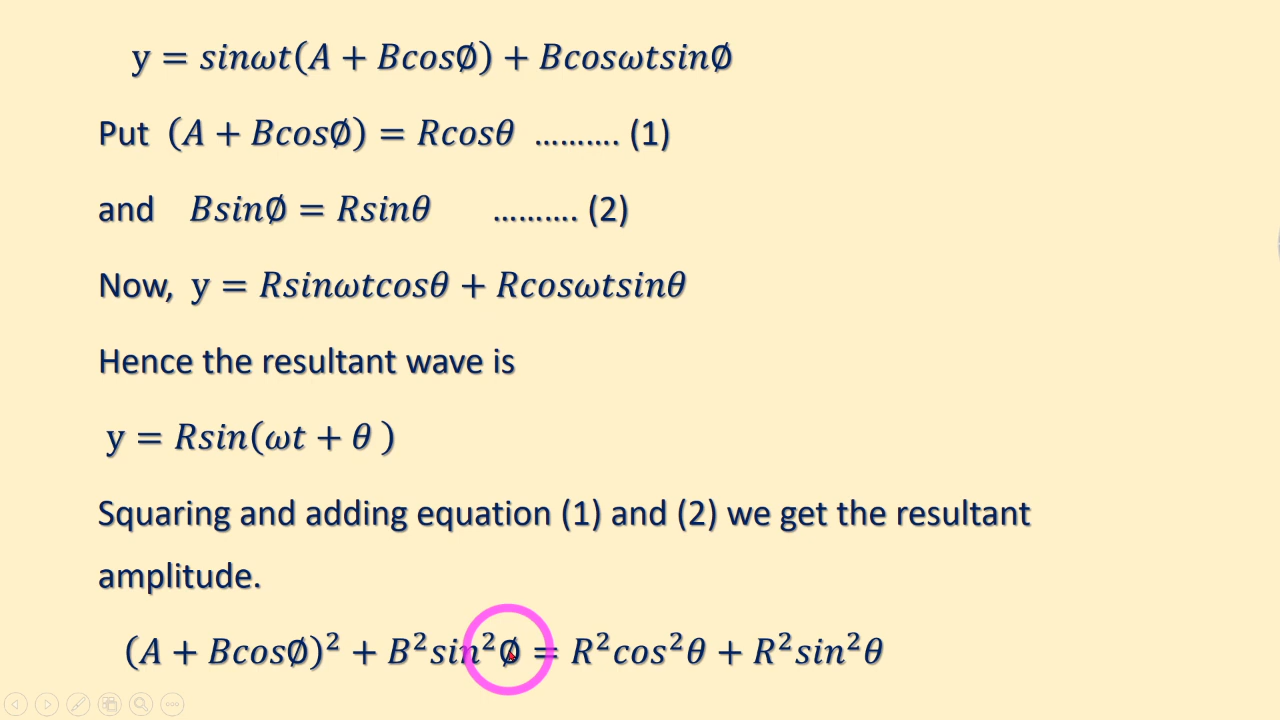 y = sinωt(A + Bcos∅) + Bcosωtsin∅
Put (A + Bcos∅) = Rcosθ ………. (1)
and Bsin∅ = Rsinθ ………. (2)
Now, y = Rsinωtcosθ + Rcosωtsinθ
Hence the resultant wave is
y = Rsin(ωt + θ )
Squaring and adding equation (1) and (2) we get the resultant
amplitude.
(A + Bcos∅)² + B²sin²∅ = R²cos²θ + R²sin²θ